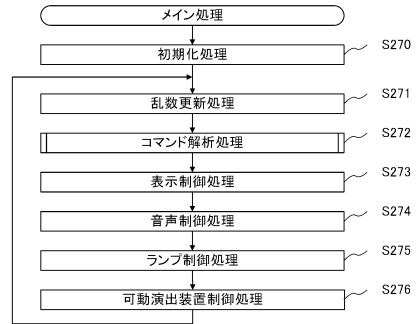 メイン処理
初期化処理 S270
乱数更新処理 S271
コマンド解析処理 S272
表示制御処理 S273
音声制御処理 S274
ランプ制御処理 S275
可動演出装置制御処理 S276